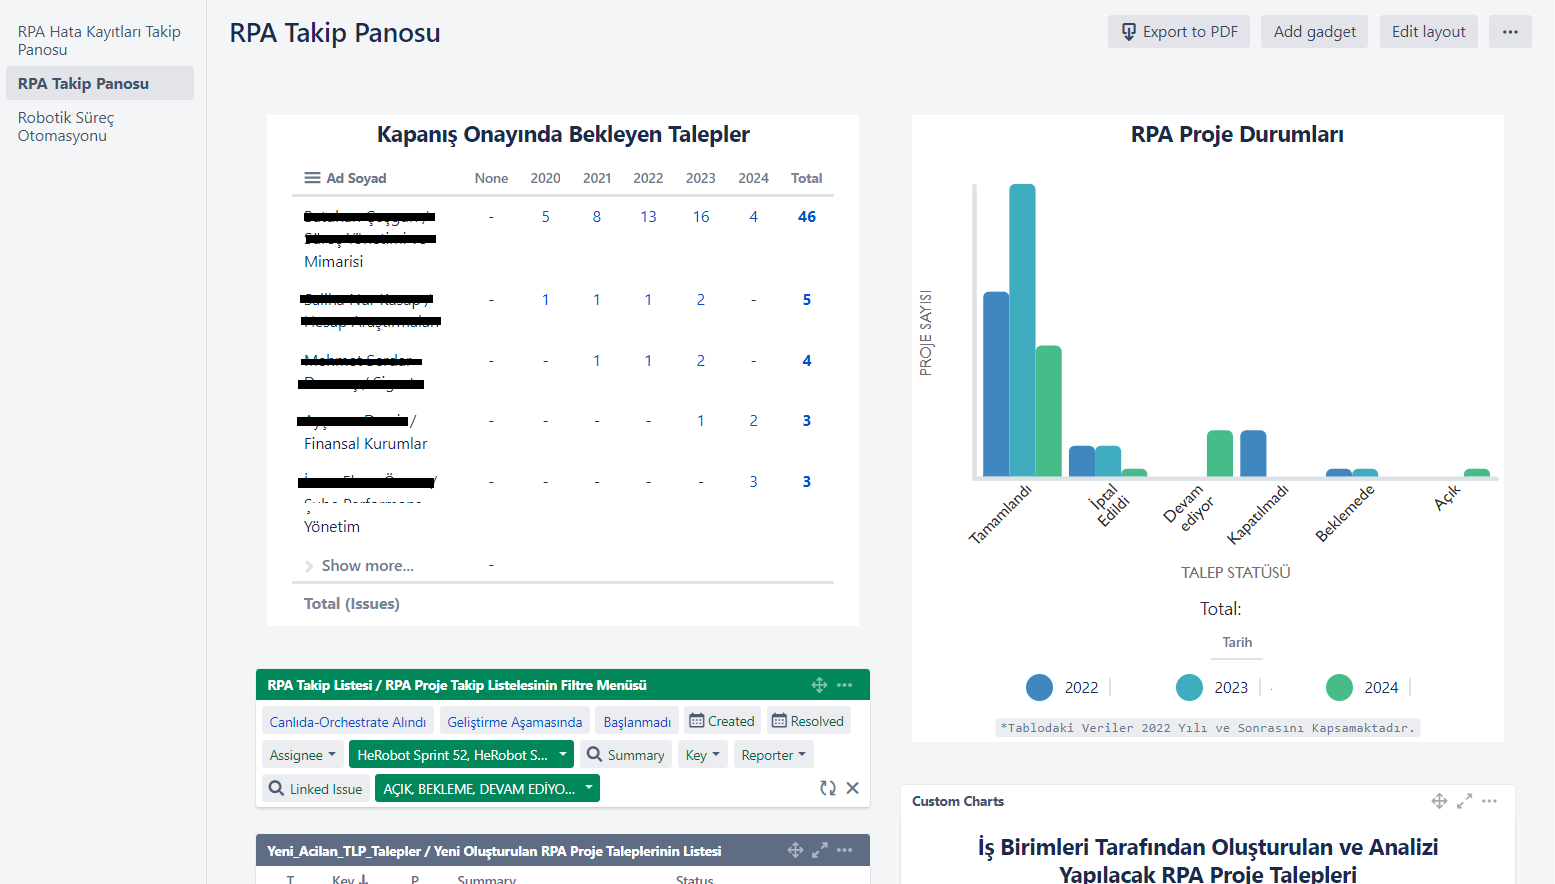 RPA Hata Kayıtları Takip
Panosu
RPA Takip Panosu
Robotik Süreç
Otomasyonu
RPA Takip Panosu
Export to PDF
Add gadget
Edit layout
Kapanış Onayında Bekleyen Talepler
Ad Soyad None 2020 2021 2022 2023 2024 Total
- 5 8 13 16 4 46
Mimarisi
- 1 1 1 2 - 5
- - 1 1 2 - 4
/ - - - - 1 2 3
Finansal Kurumlar
/ - - - - - 3 3
Yönetim
Show more... -
Total (Issues)
RPA Proje Durumları
PROJE SAYISI
Tamamlandı
İptal
Edildi
Devam
ediyor
Kapatılmadı
Beklemede
Açık
TALEP STATÜSÜ
Total:
Tarih
2022
2023
2024
*Tablodaki Veriler 2022 Yılı ve Sonrasını Kapsamaktadır.
RPA Takip Listesi / RPA Proje Takip Listelesinin Filtre Menüsü
Canlıda-Orchestrate Alındı Geliştirme Aşamasında Başlanmadı Created Resolved
Assignee HeRobot Sprint 52, HeRobot S... Summary Key Reporter
Linked Issue AÇIK, BEKLEME, DEVAM EDİYO...
Yeni_Acilan_TLP_Talepler / Yeni Oluşturulan RPA Proje Taleplerinin Listesi
T Key P Summary Status
Custom Charts
İş Birimleri Tarafından Oluşturulan ve Analizi
Yapılacak RPA Proje Talepleri